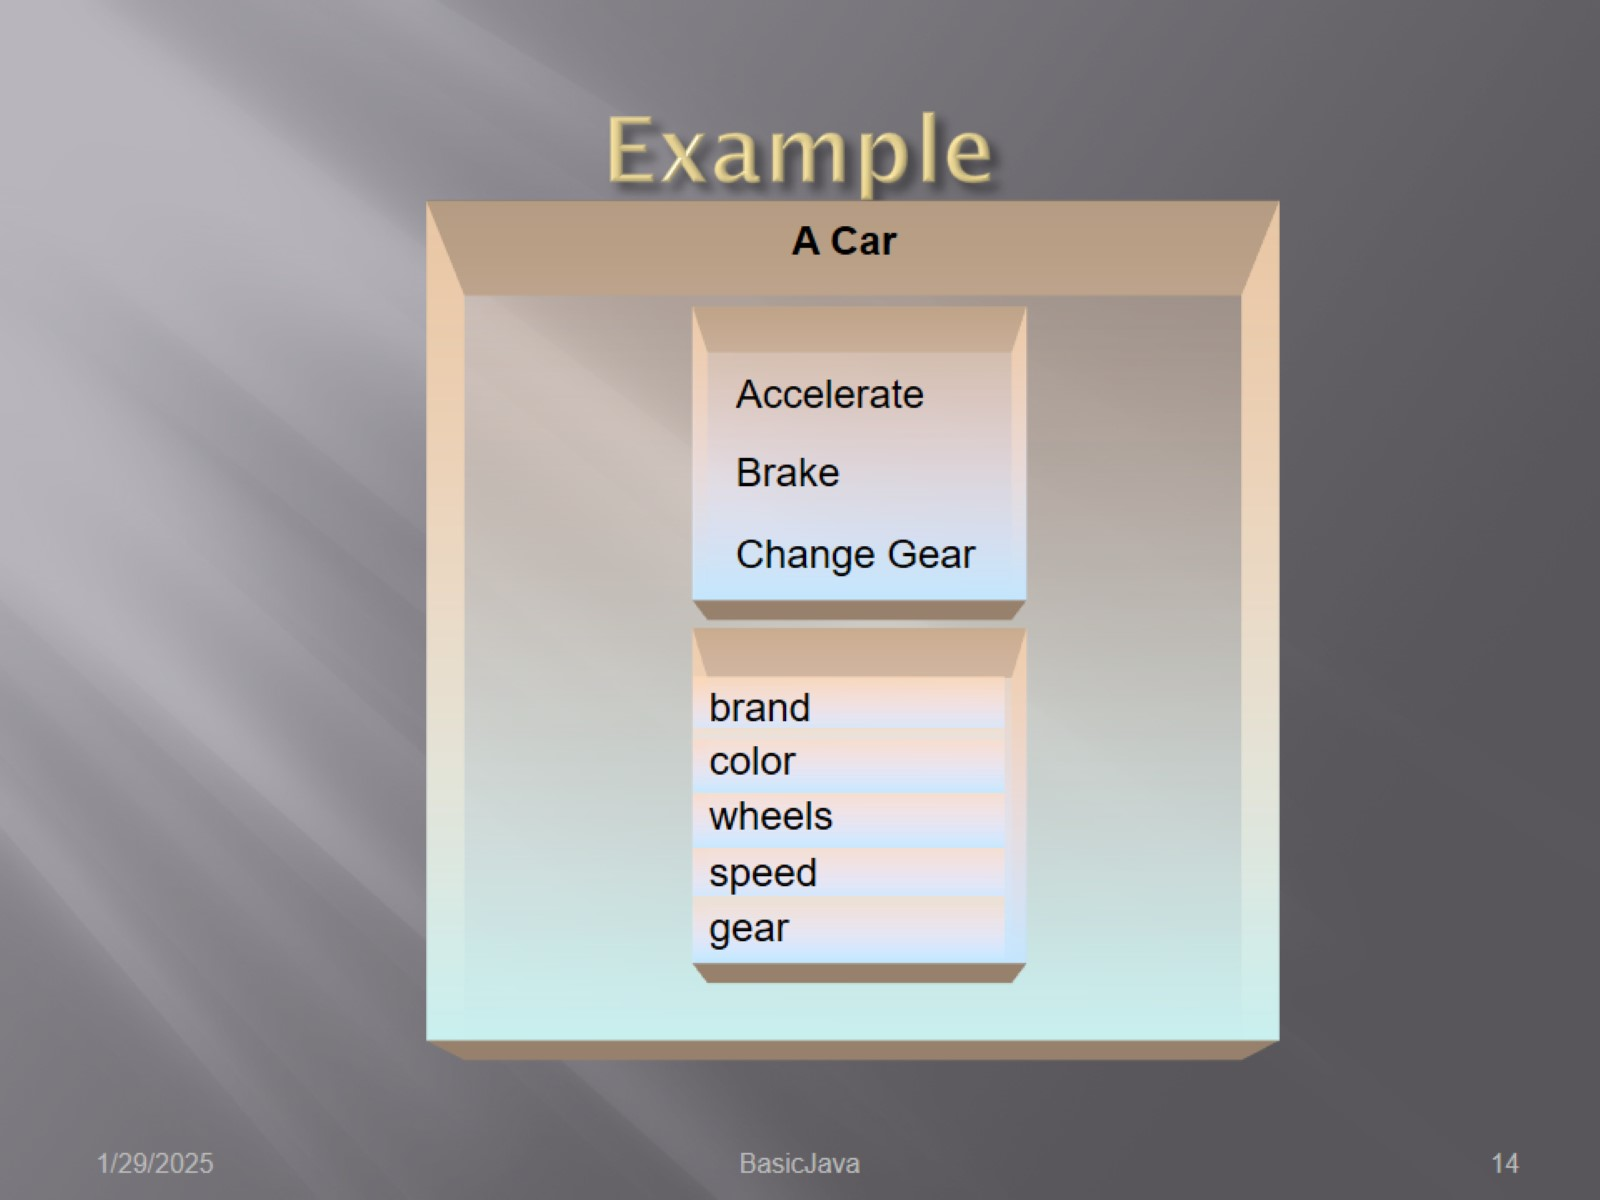 Example
A Car
Accelerate
Brake
Change Gear
brand
color
wheels
speed
gear
1/29/2025
BasicJava
14